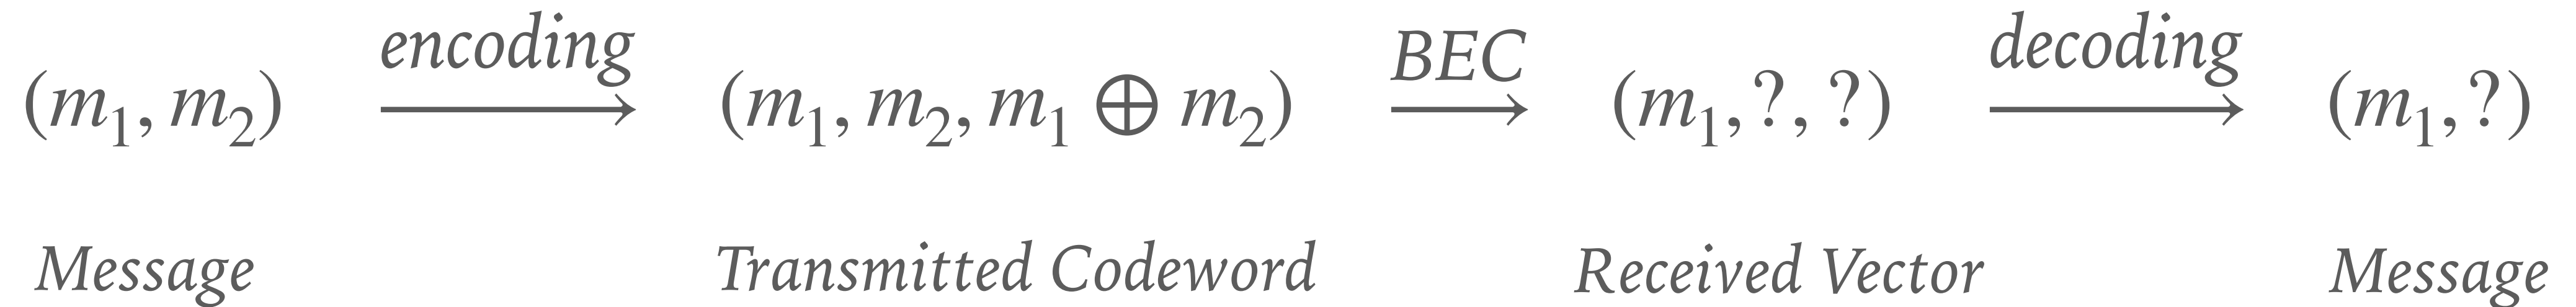 (m₁, m₂) encoding ⟶ (m₁, m₂, m₁ ⊕ m₂) BEC ⟶ (m₁, ?, ?) decoding ⟶ (m₁, ?)
Message Transmitted Codeword Received Vector Message